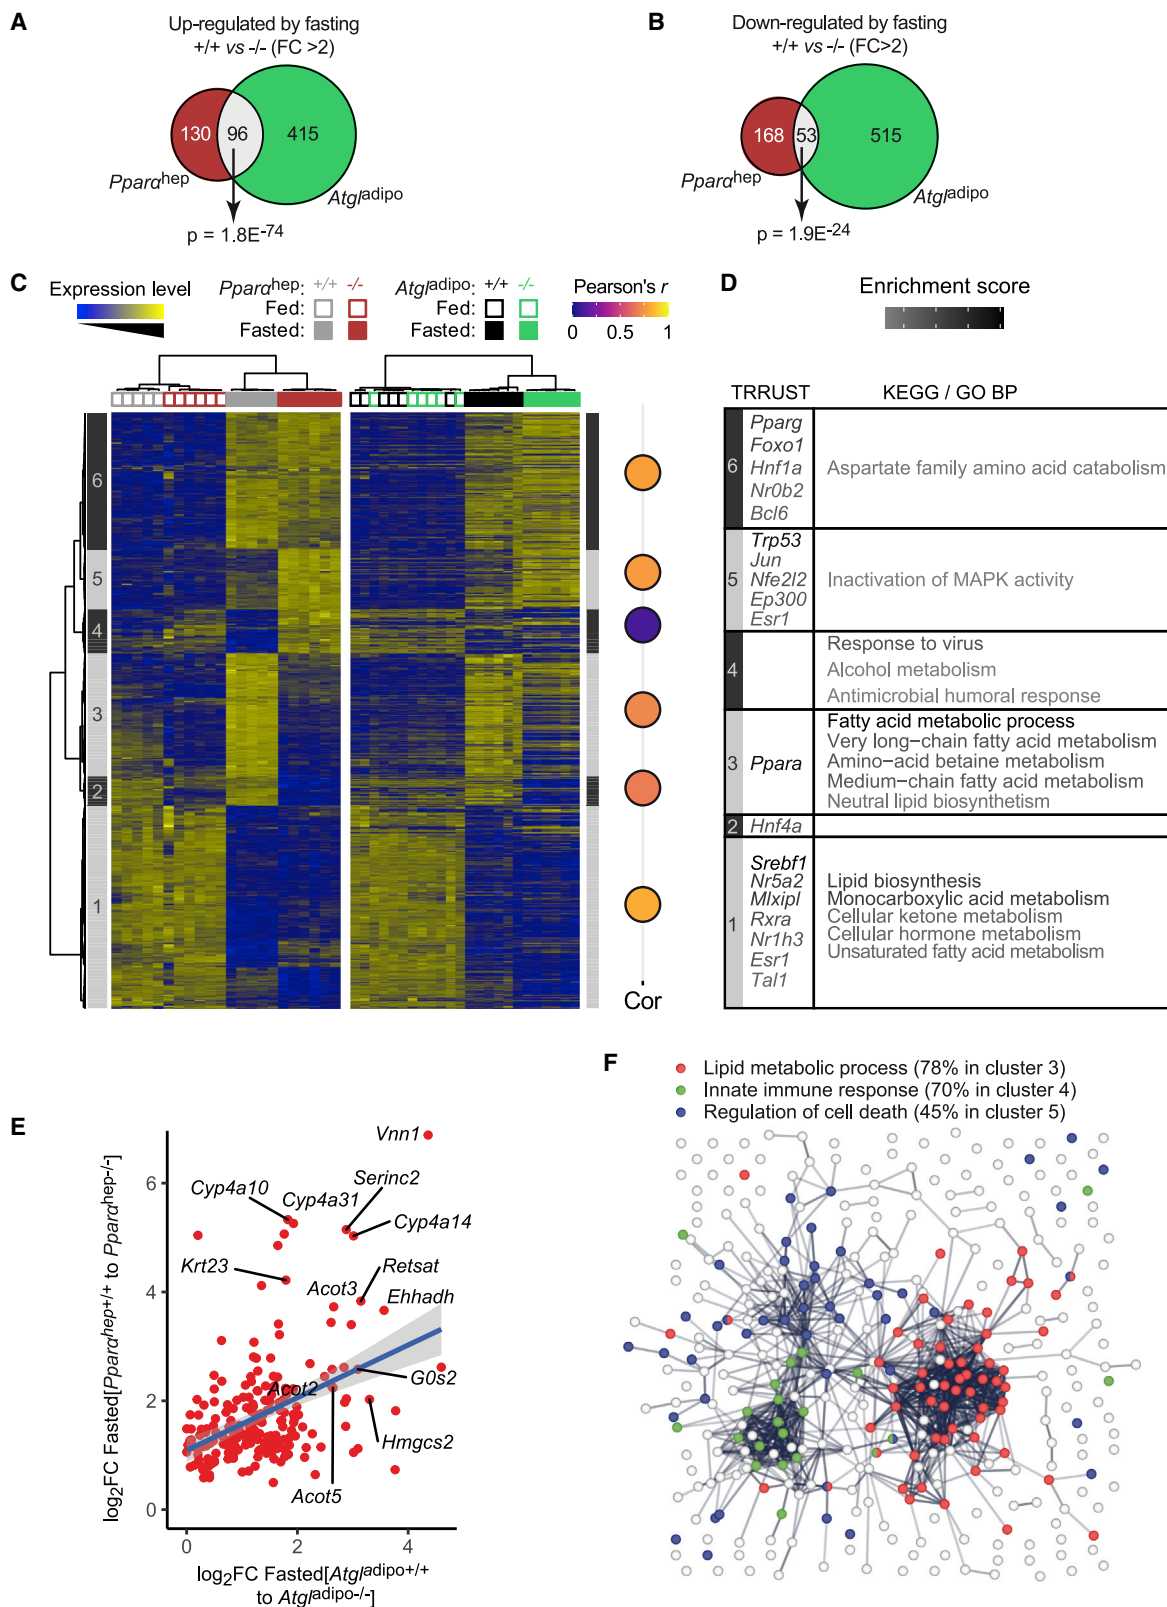 A
Up-regulated by fasting
+/+ vs -/- (FC >2)
130
96
415
Pparαhep
Atgladipo
p = 1.8E-74
B
Down-regulated by fasting
+/+ vs -/- (FC>2)
168
53
515
Pparαhep
Atgladipo
p = 1.9E-24
C
Expression level
Pparαhep: +/+ -/-
Fed:
Fasted:
Atgladipo: +/+ -/-
Fed:
Fasted:
Pearson's r
0 0.5 1
6
5
4
3
2
1
Cor
D
Enrichment score
TRRUST
KEGG / GO BP
6
Pparg
Foxo1
Hnf1a
Nr0b2
Bcl6
Aspartate family amino acid catabolism
5
Trp53
Jun
Nfe2l2
Ep300
Esr1
Inactivation of MAPK activity
4
Response to virus
Alcohol metabolism
Antimicrobial humoral response
3
Ppara
Fatty acid metabolic process
Very long-chain fatty acid metabolism
Amino-acid betaine metabolism
Medium-chain fatty acid metabolism
Neutral lipid biosynthetism
2
Hnf4a
1
Srebf1
Nr5a2
Mlxipl
Rxra
Nr1h3
Esr1
Tal1
Lipid biosynthesis
Monocarboxylic acid metabolism
Cellular ketone metabolism
Cellular hormone metabolism
Unsaturated fatty acid metabolism
E
log2FC Fasted[Pparαhep+/+ to Pparαhep-/-]
6
4
2
0
Vnn1
Cyp4a10
Cyp4a31
Serinc2
Cyp4a14
Krt23
Acot3
Retsat
Ehhadh
Acot2
G0s2
Hmgcs2
Acot5
0 2 4
log2FC Fasted[Atgladipo+/+
to Atgladipo-/-]
F
Lipid metabolic process (78% in cluster 3)
Innate immune response (70% in cluster 4)
Regulation of cell death (45% in cluster 5)